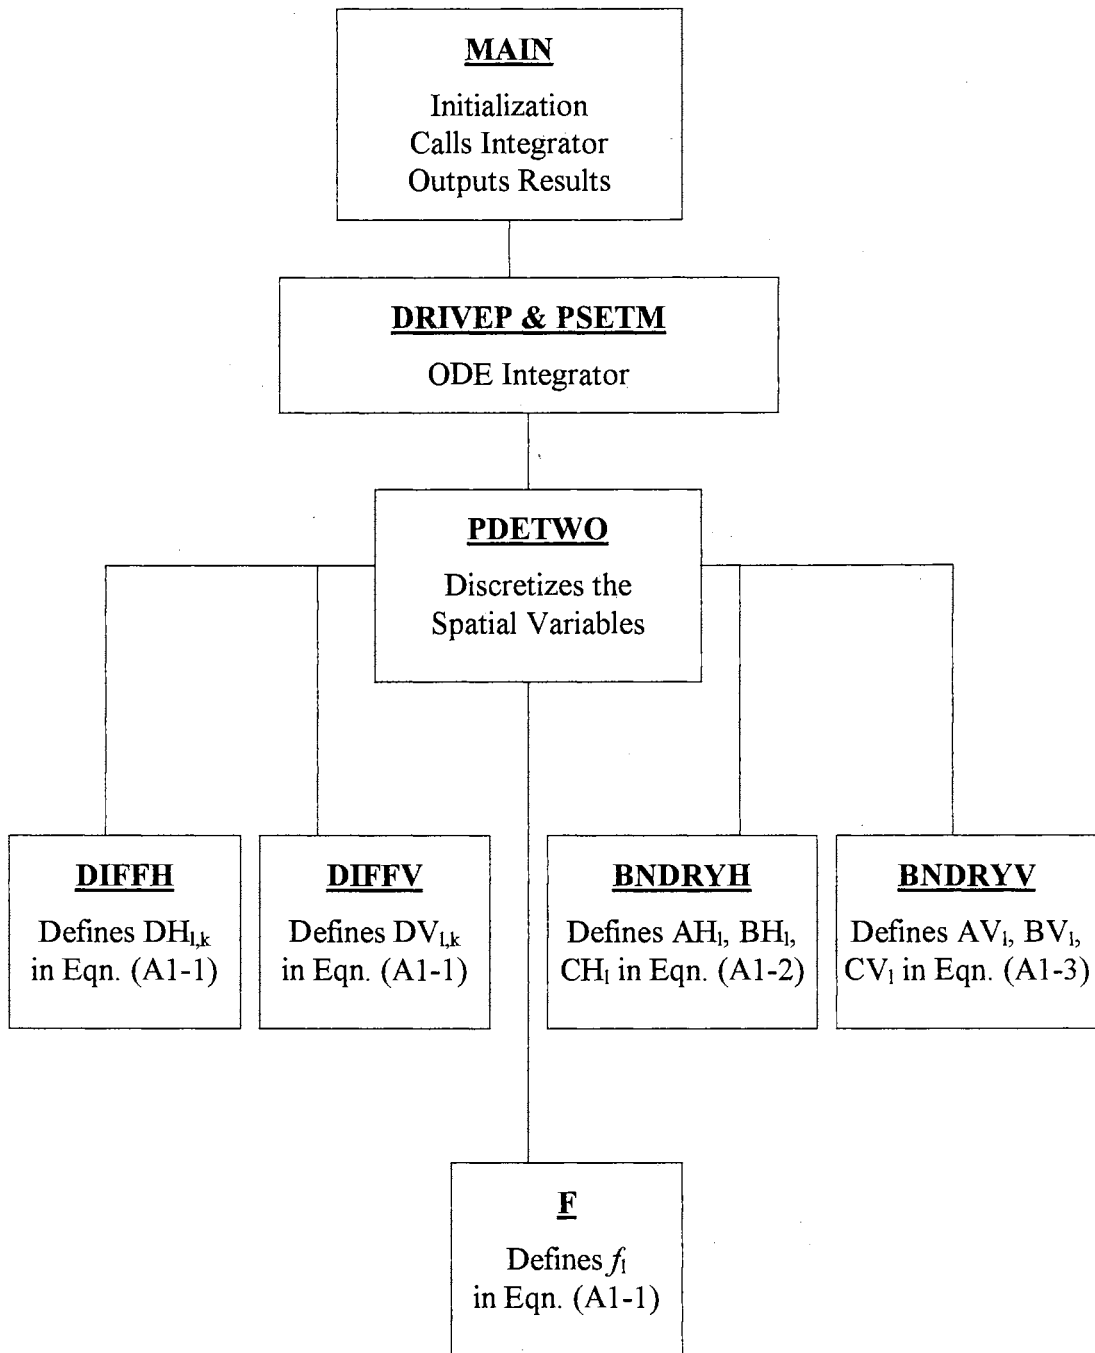 MAIN
Initialization
Calls Integrator
Outputs Results
DRIVEP & PSETM
ODE Integrator
PDETWO
Discretizes the
Spatial Variables
DIFFH
Defines DHl,k
in Eqn. (A1-1)
DIFFV
Defines DVl,k
in Eqn. (A1-1)
BNDRYH
Defines AHl, BHl,
CHl in Eqn. (A1-2)
BNDRYV
Defines AVl, BVl,
CVl in Eqn. (A1-3)
F
Defines fl
in Eqn. (A1-1)